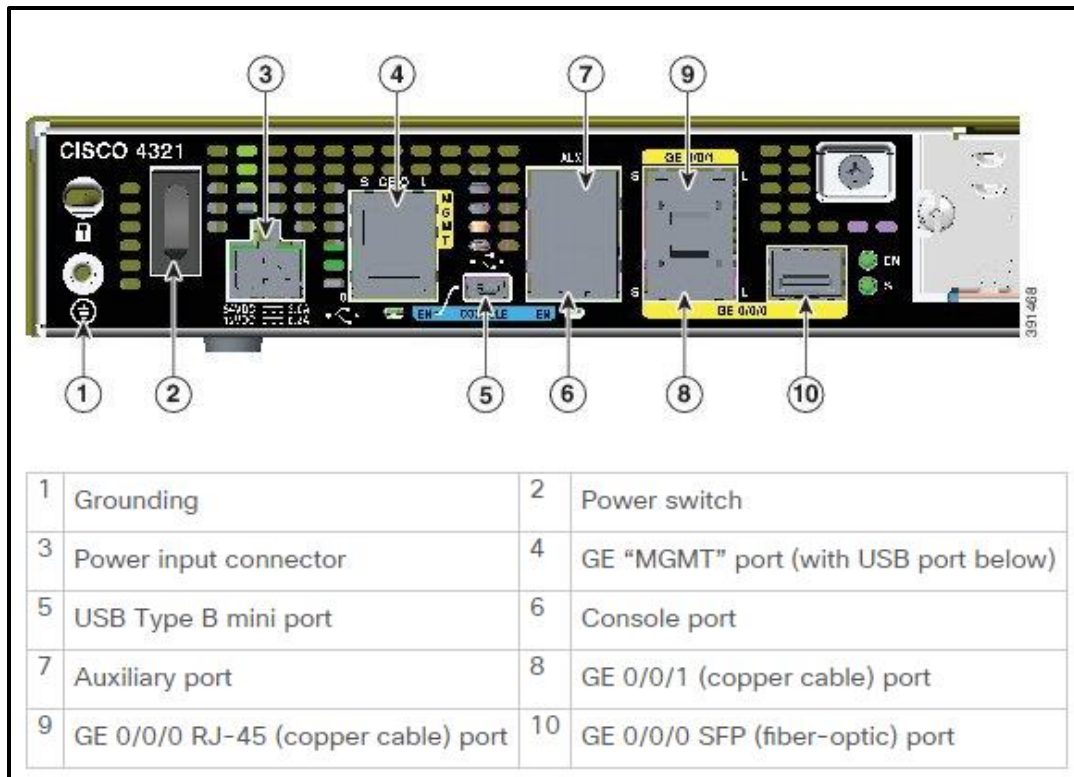 3 4 7 9
CISCO 4321
AUX
GE 0/0/1
S GE 0 L
S L
MGMT
EN
S
0
S L
EN CONSOLE EN
GE 0/0/0
391468
1 2 5 6 8 10
1 Grounding 2 Power switch
3 Power input connector 4 GE “MGMT” port (with USB port below)
5 USB Type B mini port 6 Console port
7 Auxiliary port 8 GE 0/0/1 (copper cable) port
9 GE 0/0/0 RJ-45 (copper cable) port 10 GE 0/0/0 SFP (fiber-optic) port